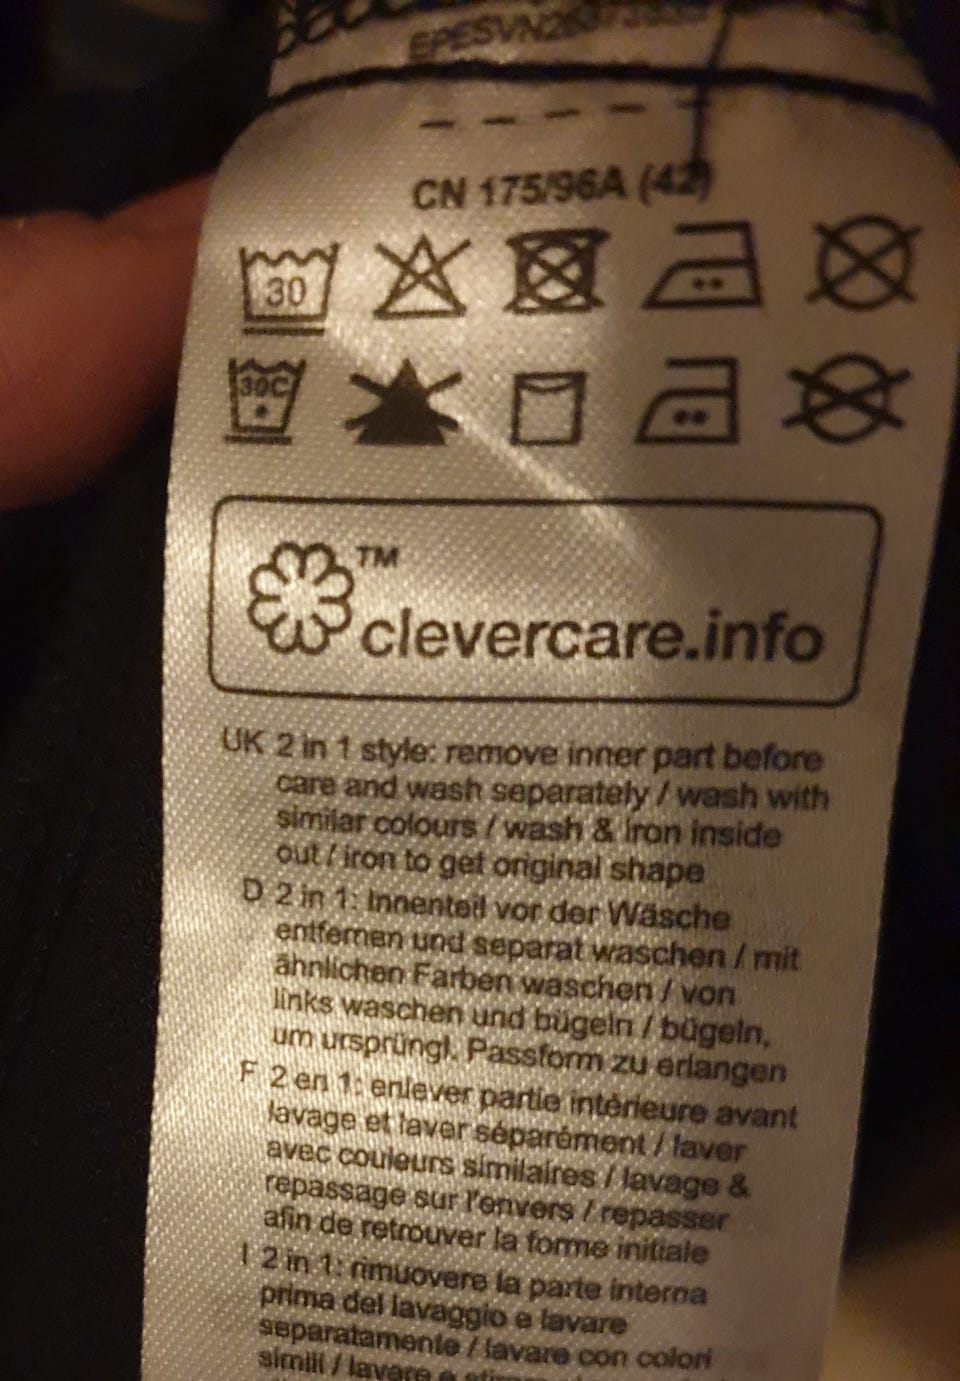 CN 175/96A (42)
30
30C
TM
clevercare.info
UK 2 in 1 style: remove inner part before
care and wash separately / wash with
similar colours / wash & iron inside
out / iron to get original shape
D 2 in 1: Innenteil vor der Wäsche
entfernen und separat waschen / mit
ähnlichen Farben waschen / von
links waschen und bügeln / bügeln,
um ursprüngl. Passform zu erlangen
F 2 en 1: enlever partie intérieure avant
lavage et laver séparément / laver
avec couleurs similaires / lavage &
repassage sur l'envers / repasser
afin de retrouver la forme initiale
I 2 in 1: rimuovere la parte interna
prima del lavaggio e lavare
separatamente / lavare con colori
simili / lavare e